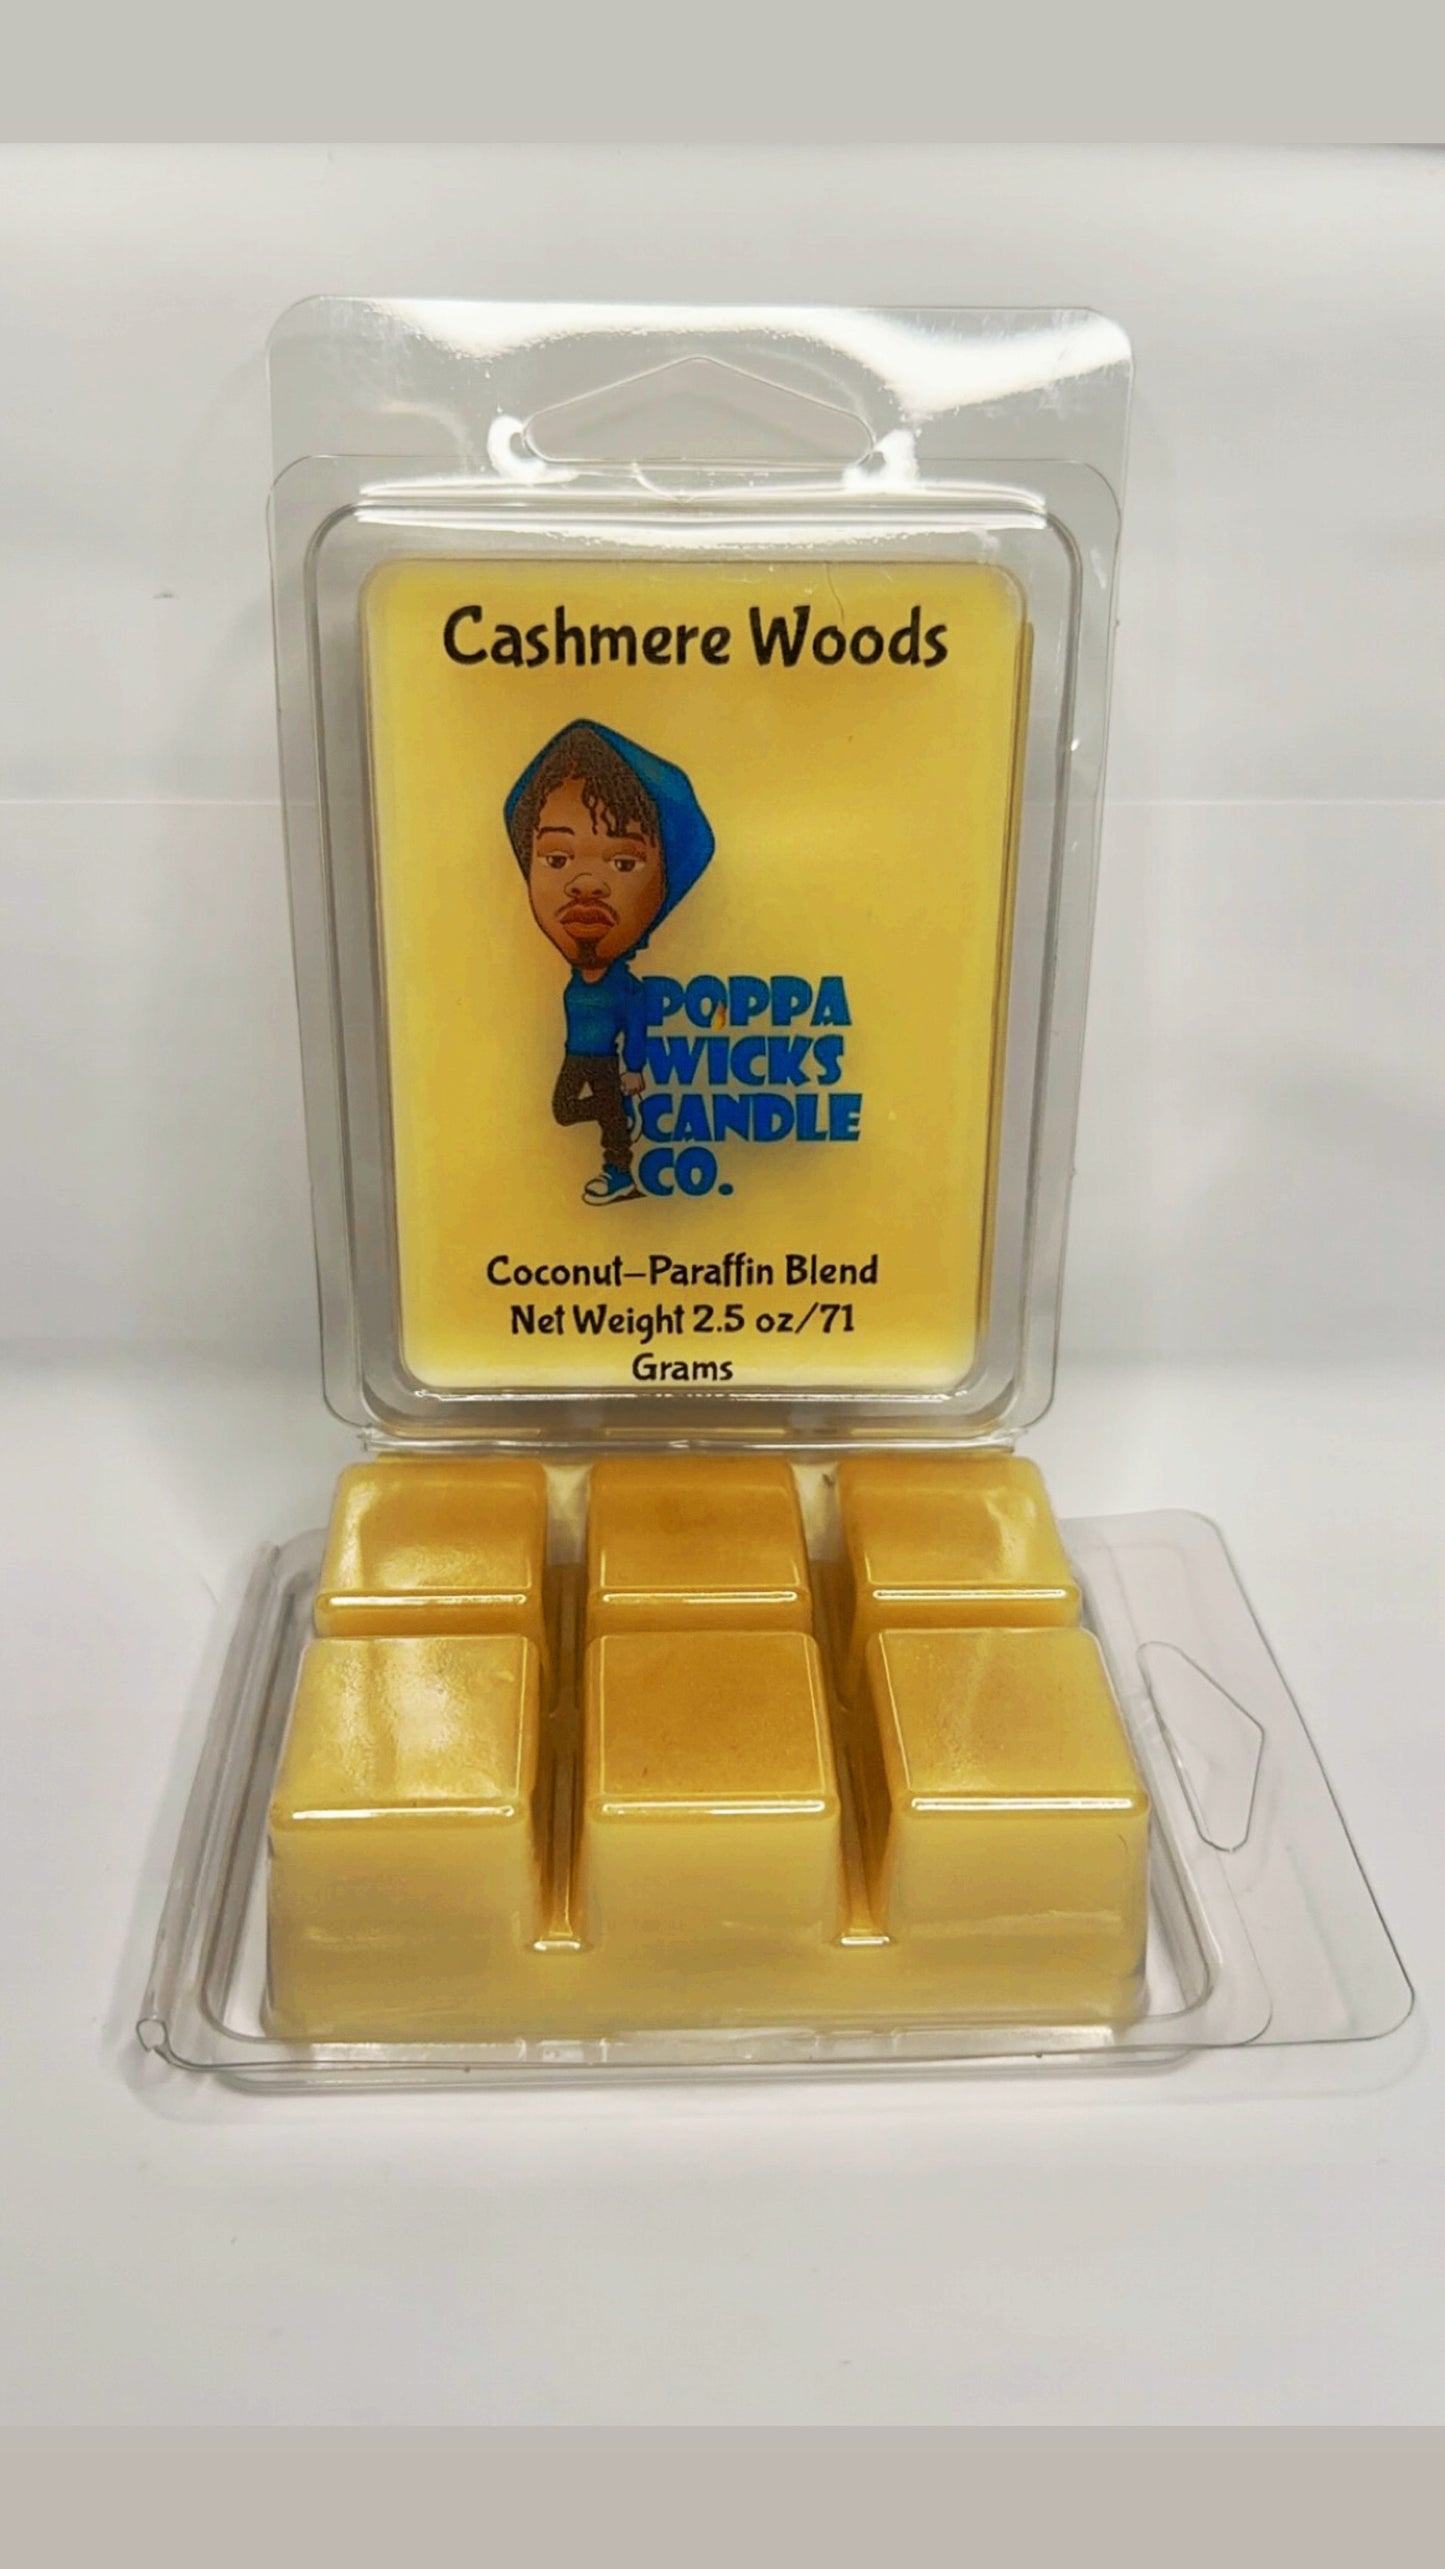 Cashmere Woods
POPPA
WICKS
CANDLE
CO.
Coconut–Paraffin Blend
Net Weight 2.5 oz/71
Grams